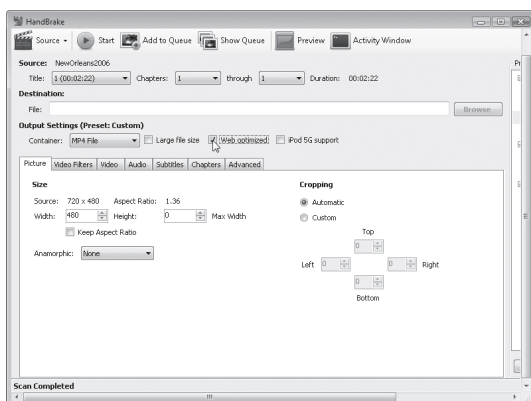 HandBrake
Source Start Add to Queue Show Queue Preview Activity Window
Source: NewOrleans2006
Title: 1 (00:02:22) Chapters: 1 through 1 Duration: 00:02:22
Destination:
File: Browse
Output Settings (Preset: Custom)
Container: MP4 File Large file size Web optimized iPod 5G support
Picture Video Filters Video Audio Subtitles Chapters Advanced
Size Cropping
Source: 720 x 480 Aspect Ratio: 1.36 Automatic
Width: 480 Height: 0 Max Width Custom
Keep Aspect Ratio Top
0
Anamorphic: None
Left 0 0 Right
0
Bottom
Scan Completed